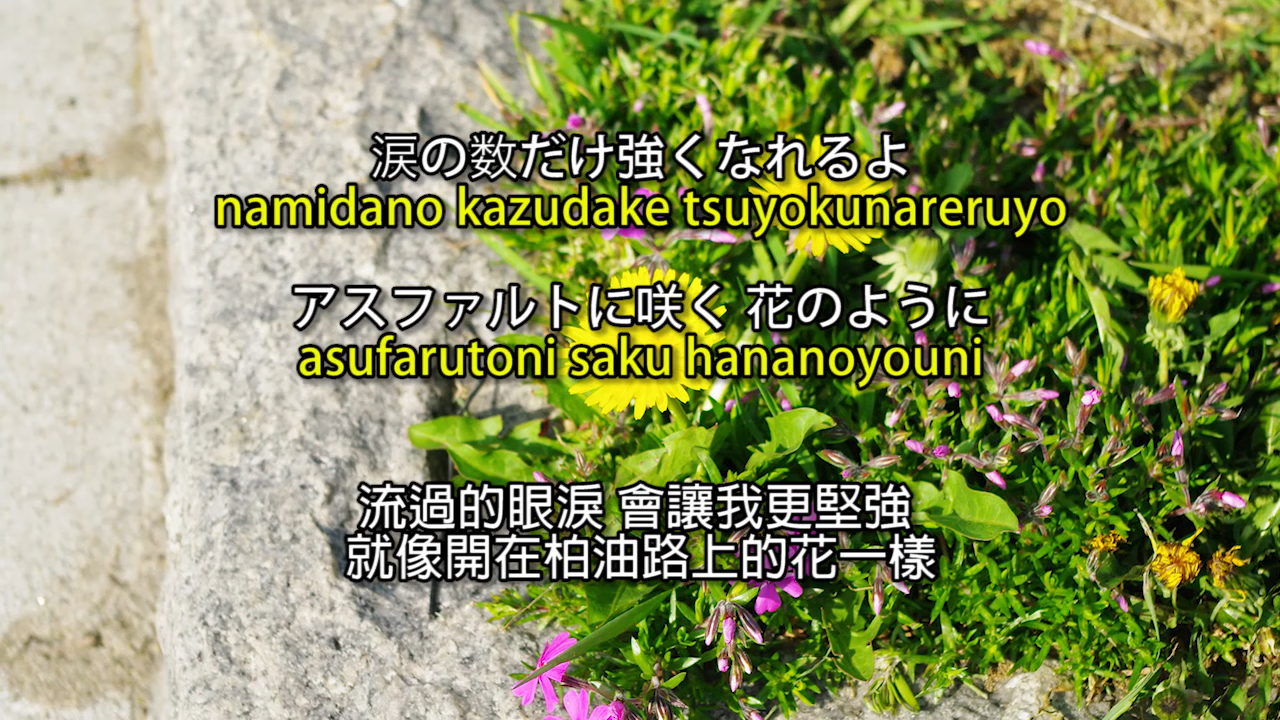 涙の数だけ強くなれるよ
namidano kazudake tsuyokunareruyo
アスファルトに咲く 花のように
asufarutoni saku hananoyouni
流過的眼淚 會讓我更堅強
就像開在柏油路上的花一樣